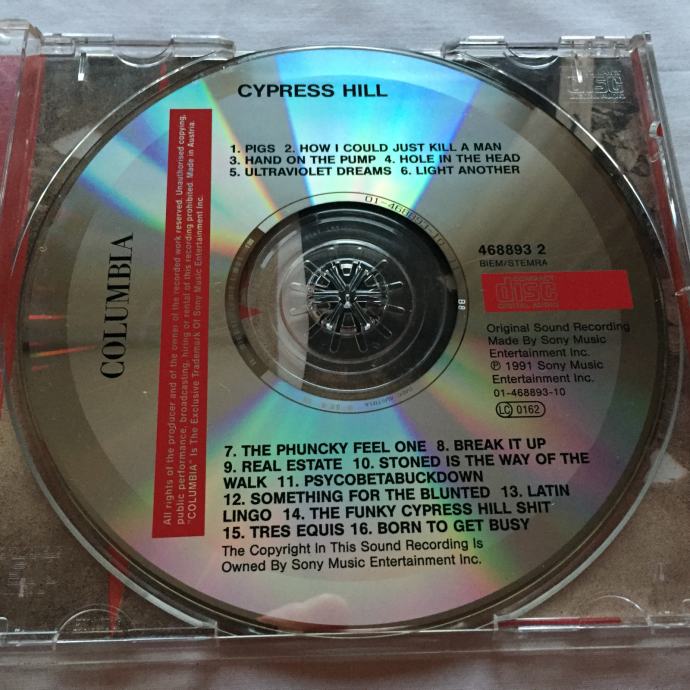 CYPRESS HILL
1. PIGS 2. HOW I COULD JUST KILL A MAN
3. HAND ON THE PUMP 4. HOLE IN THE HEAD
5. ULTRAVIOLET DREAMS 6. LIGHT ANOTHER
01-468893-10
468893 2
BIEM/STEMRA
COMPACT
disc
DIGITAL AUDIO
Original Sound Recording
Made By Sony Music
Entertainment Inc.
℗ 1991 Sony Music
Entertainment Inc.
01-468893-10
LC 0162
COLUMBIA
All rights of the producer and of the owner of the recorded work reserved. Unauthorised copying,
public performance, broadcasting, hiring or rental of this recording prohibited. Made in Austria.
"COLUMBIA" Is The Exclusive Trademark Of Sony Music Entertainment Inc.
7. THE PHUNCKY FEEL ONE 8. BREAK IT UP
9. REAL ESTATE 10. STONED IS THE WAY OF THE
WALK 11. PSYCOBETABUCKDOWN
12. SOMETHING FOR THE BLUNTED 13. LATIN
LINGO 14. THE FUNKY CYPRESS HILL SHIT
15. TRES EQUIS 16. BORN TO GET BUSY
The Copyright In This Sound Recording Is
Owned By Sony Music Entertainment Inc.